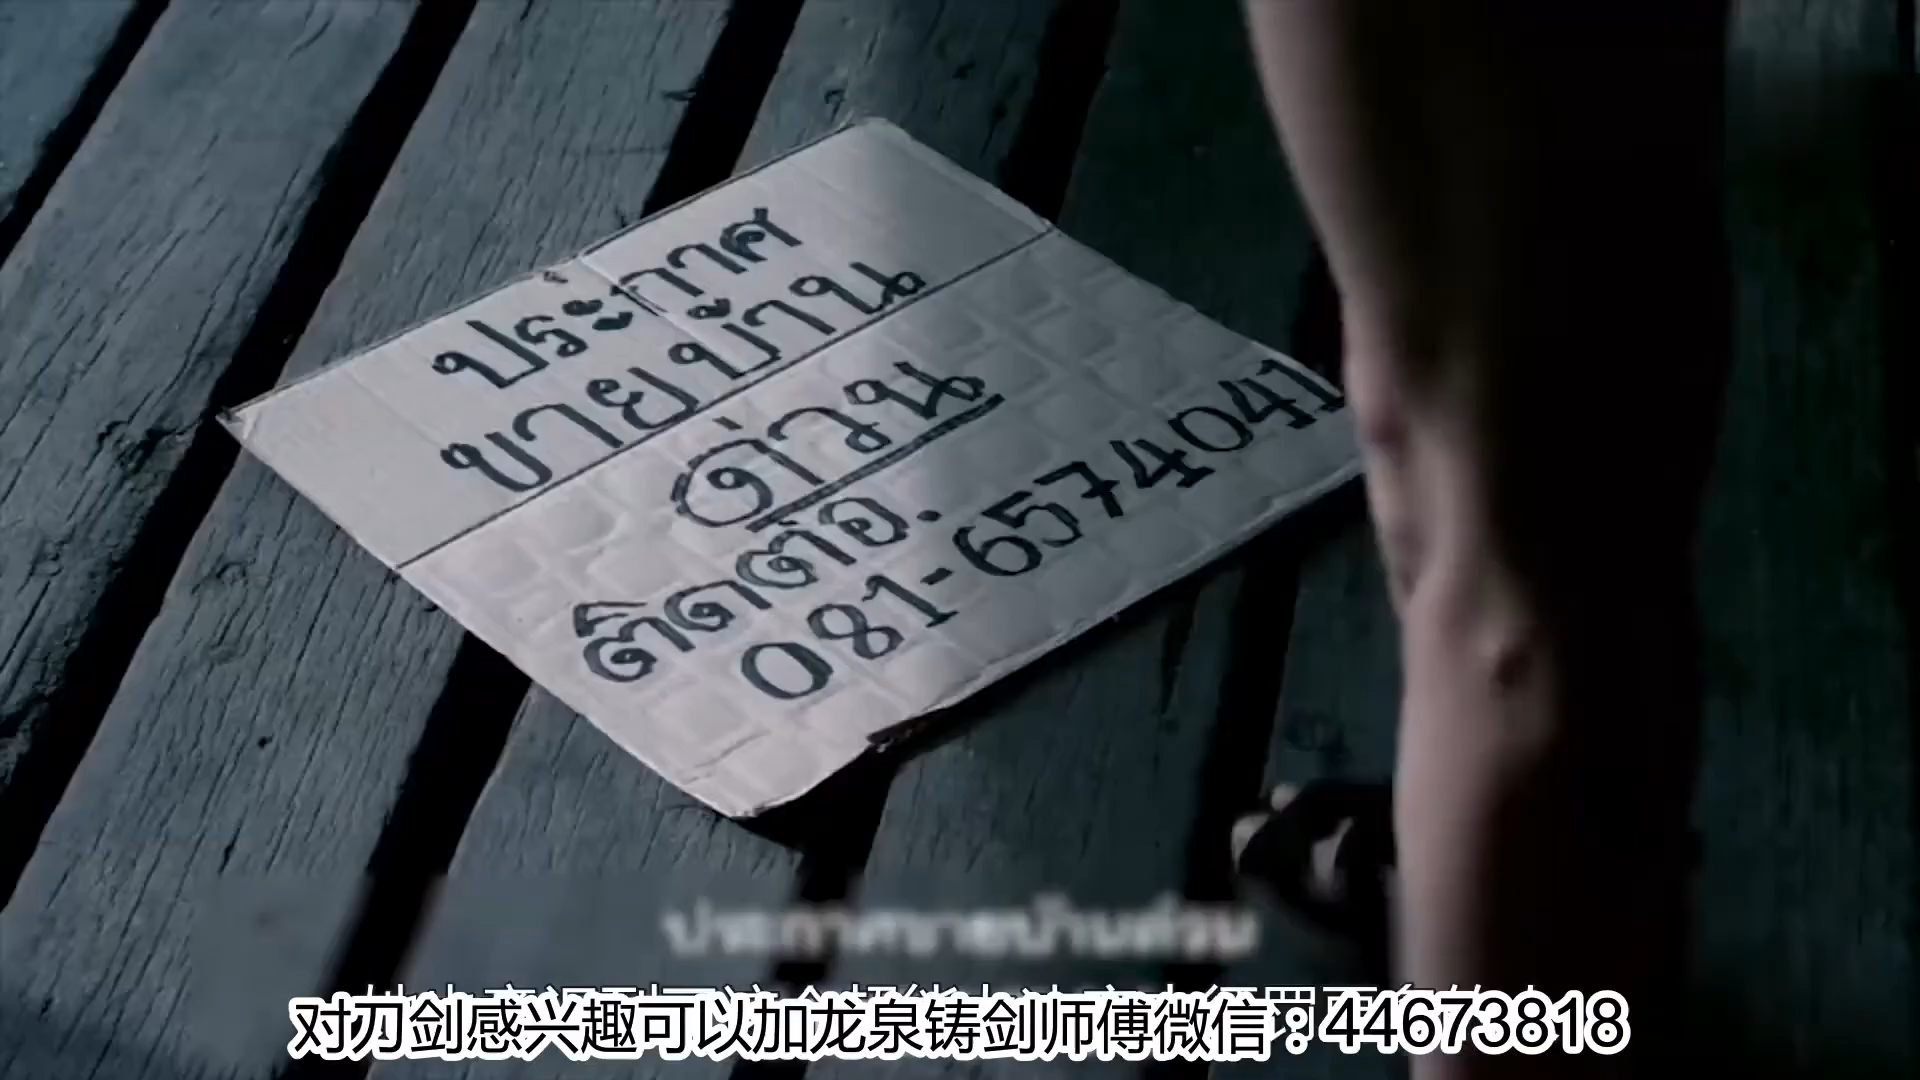 ประกาศ
ขายบ้าน
ด่วน
ติดต่อ.
081-6574041
ประกาศขายบ้านด่วน
对刀剑感兴趣可以加龙泉铸剑师傅微信：44673818